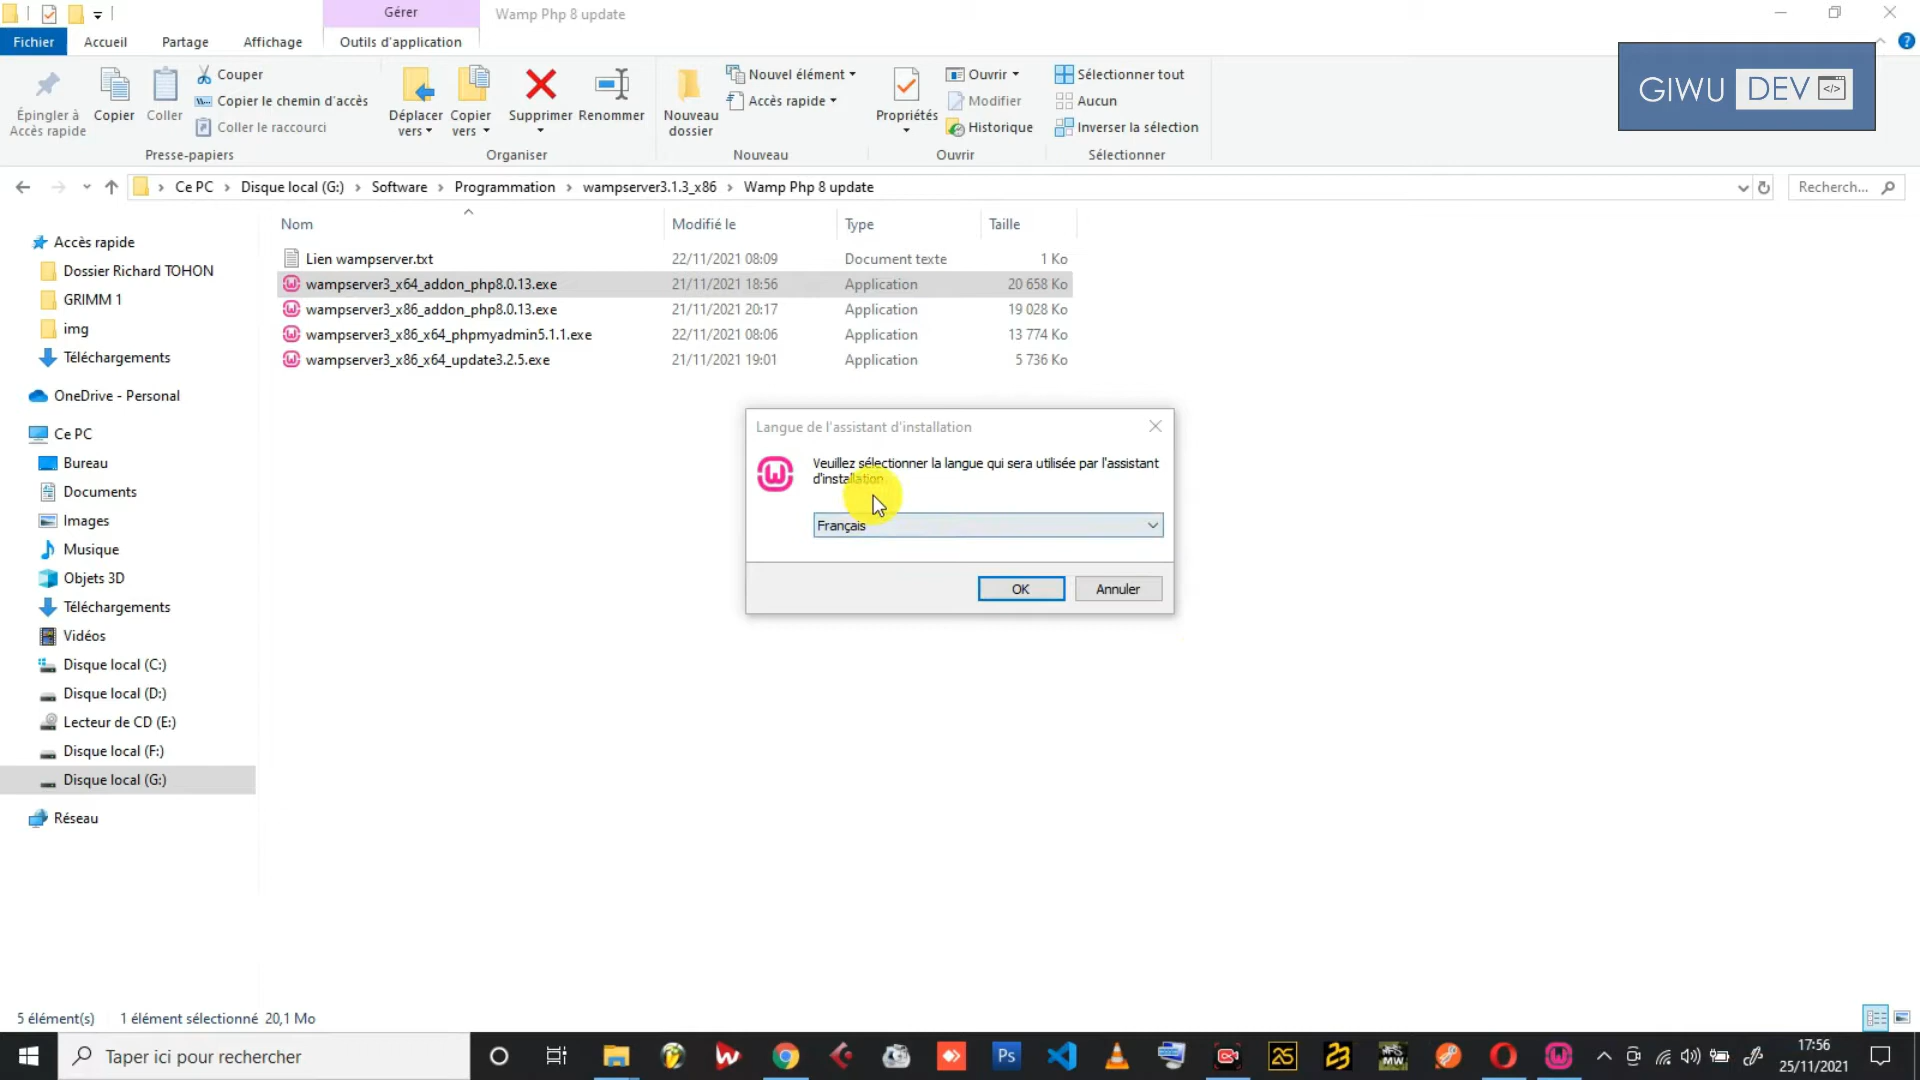 Gérer
Wamp Php 8 update
Fichier
Accueil
Partage
Affichage
Outils d'application
Épingler à
Accès rapide
Copier
Coller
Couper
Copier le chemin d'accès
Coller le raccourci
Presse-papiers
Déplacer
vers
Copier
vers
Supprimer
Renommer
Organiser
Nouveau
dossier
Nouvel élément
Accès rapide
Nouveau
Propriétés
Ouvrir
Modifier
Historique
Ouvrir
Sélectionner tout
Aucun
Inverser la sélection
Sélectionner
GIWU DEV </>
Ce PC › Disque local (G:) › Software › Programmation › wampserver3.1.3_x86 › Wamp Php 8 update
Recherch...
Nom Modifié le Type Taille
Lien wampserver.txt 22/11/2021 08:09 Document texte 1 Ko
wampserver3_x64_addon_php8.0.13.exe 21/11/2021 18:56 Application 20 658 Ko
wampserver3_x86_addon_php8.0.13.exe 21/11/2021 20:17 Application 19 028 Ko
wampserver3_x86_x64_phpmyadmin5.1.1.exe 22/11/2021 08:06 Application 13 774 Ko
wampserver3_x86_x64_update3.2.5.exe 21/11/2021 19:01 Application 5 736 Ko
Accès rapide
Dossier Richard TOHON
GRIMM 1
img
Téléchargements
OneDrive - Personal
Ce PC
Bureau
Documents
Images
Musique
Objets 3D
Téléchargements
Vidéos
Disque local (C:)
Disque local (D:)
Lecteur de CD (E:)
Disque local (F:)
Disque local (G:)
Réseau
Langue de l'assistant d'installation
Veuillez sélectionner la langue qui sera utilisée par l'assistant
d'installation
Français
OK
Annuler
5 élément(s) 1 élément sélectionné 20,1 Mo
Taper ici pour rechercher
Ps
MW
17:56
25/11/2021